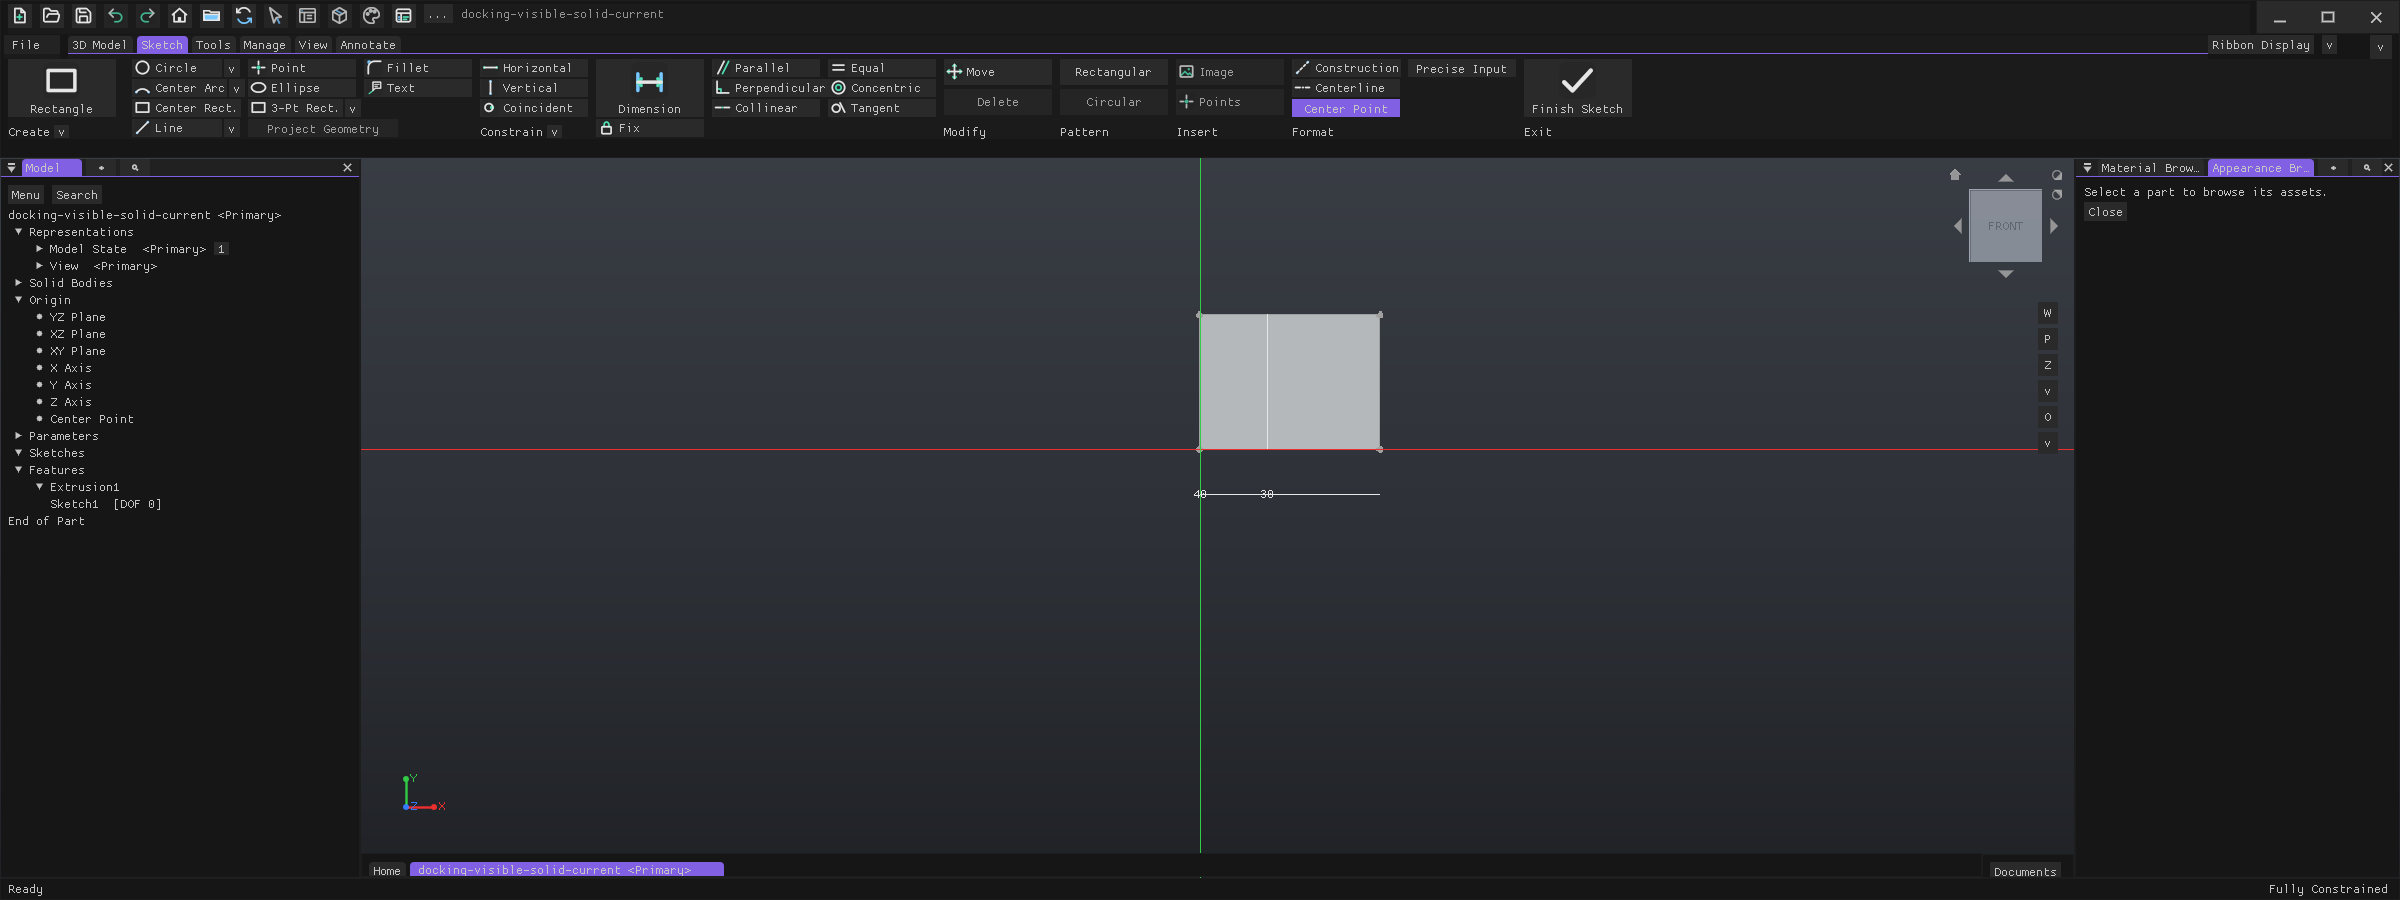 ... docking-visible-solid-current
File 3D Model Sketch Tools Manage View Annotate Ribbon Display v v
Circle v Point Fillet Horizontal Parallel Equal Move Rectangular Image Construction Precise Input
Center Arc v Ellipse Text Vertical Perpendicular Concentric Centerline
Rectangle Center Rect. 3-Pt Rect. v Coincident Dimension Collinear Tangent Delete Circular Points Center Point Finish Sketch
Create v Line v Project Geometry Constrain v Fix Modify Pattern Insert Format Exit
Model
Menu Search
docking-visible-solid-current <Primary>
Representations
Model State <Primary> 1
View <Primary>
Solid Bodies
Origin
YZ Plane
XZ Plane
XY Plane
X Axis
Y Axis
Z Axis
Center Point
Parameters
Sketches
Features
Extrusion1
Sketch1 [DOF 0]
End of Part
FRONT
W
P
Z
v
O
v
40 30
Y
Z X
Material Brow… Appearance Br…
Select a part to browse its assets.
Close
Home docking-visible-solid-current <Primary> Documents
Ready Fully Constrained